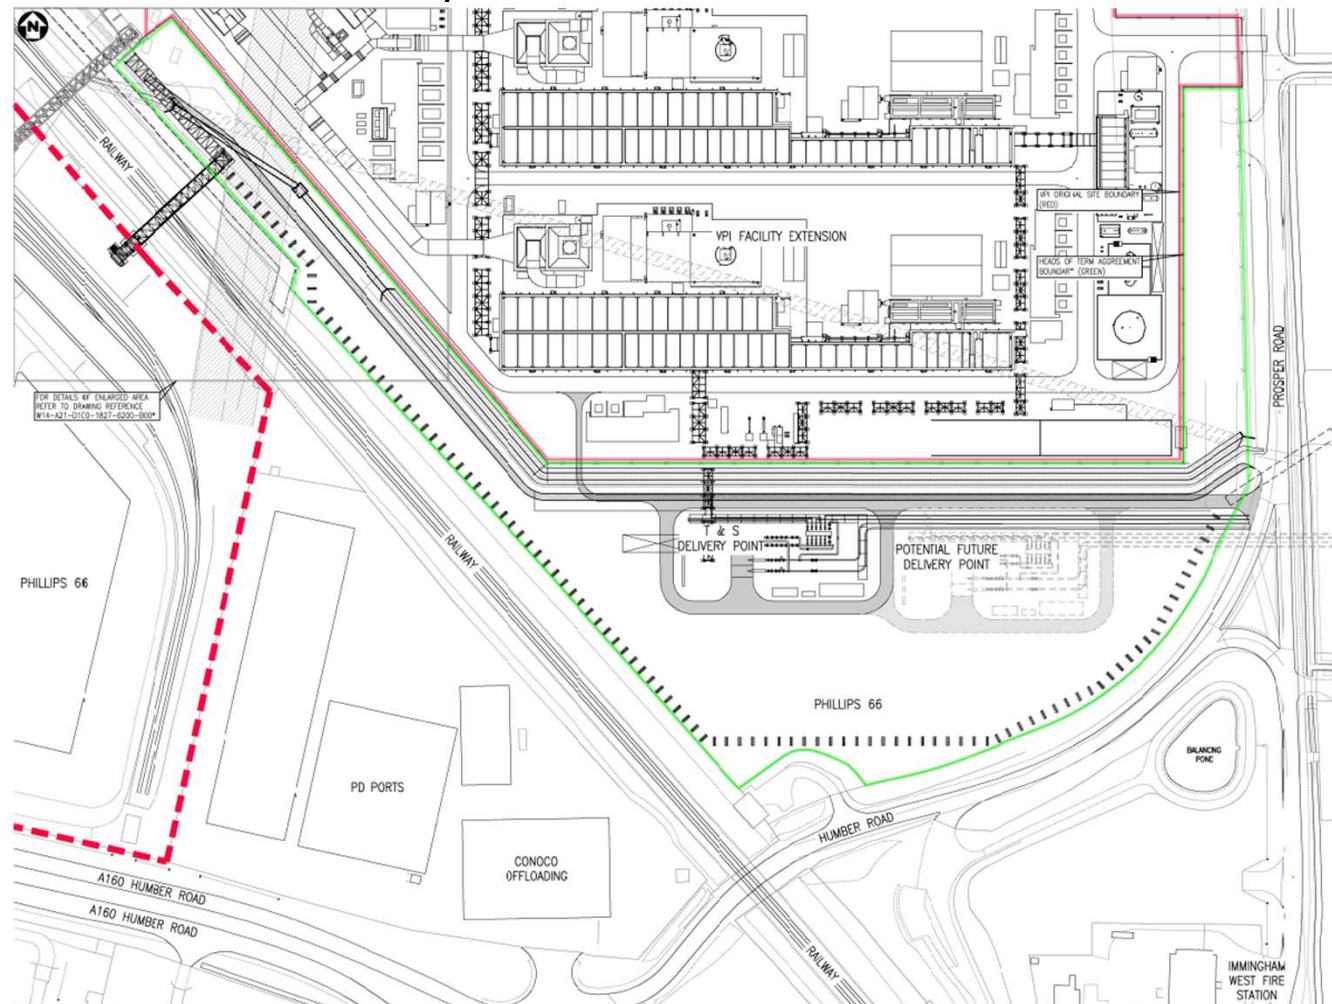 N
RAILWAY
VPI FACILITY EXTENSION
VPI ORIGINAL SITE BOUNDARY
(RED)
HEADS OF TERM AGGREEMENT
BOUNDARY (GREEN)
PROSPER ROAD
FOR DETAILS OF ENLARGED AREA
REFER TO DRAWING REFERENCE
T & S
DELIVERY POINT
POTENTIAL FUTURE
DELIVERY POINT
RAILWAY
PHILLIPS 66
PHILLIPS 66
BALANCING
POND
PD PORTS
HUMBER ROAD
CONOCO
OFFLOADING
A160 HUMBER ROAD
A160 HUMBER ROAD
RAILWAY
IMMINGHAM
WEST FIRE
STATION